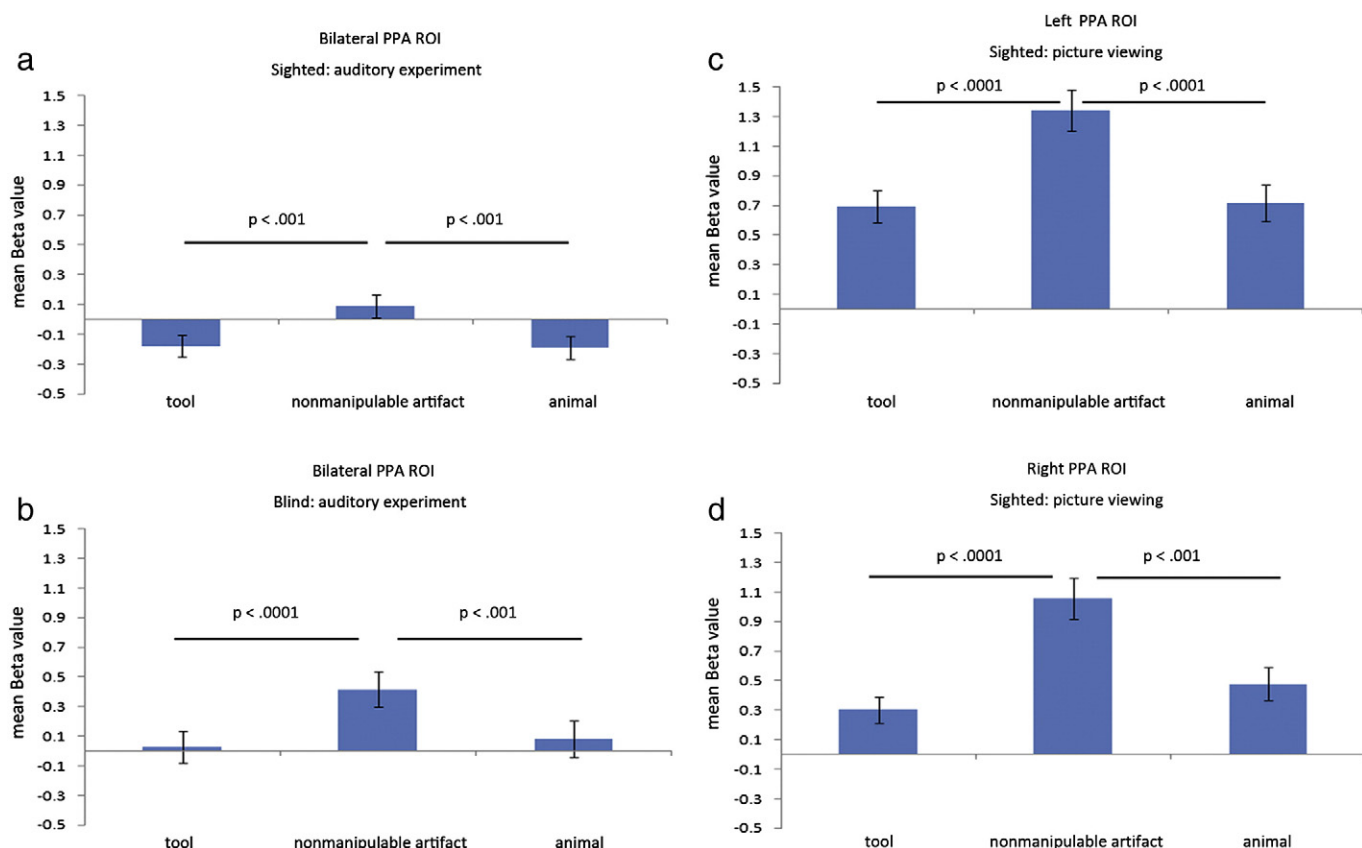 a
Bilateral PPA ROI
Sighted: auditory experiment
mean Beta value
1.5
1.3
1.1
0.9
0.7
0.5
0.3
0.1
-0.1
-0.3
-0.5
p < .001
p < .001
tool
nonmanipulable artifact
animal
b
Bilateral PPA ROI
Blind: auditory experiment
mean Beta value
1.5
1.3
1.1
0.9
0.7
0.5
0.3
0.1
-0.1
-0.3
-0.5
p < .0001
p < .001
tool
nonmanipulable artifact
animal
c
Left PPA ROI
Sighted: picture viewing
mean Beta value
1.5
1.3
1.1
0.9
0.7
0.5
0.3
0.1
-0.1
-0.3
-0.5
p < .0001
p < .0001
tool
nonmanipulable artifact
animal
d
Right PPA ROI
Sighted: picture viewing
mean Beta value
1.5
1.3
1.1
0.9
0.7
0.5
0.3
0.1
-0.1
-0.3
-0.5
p < .0001
p < .001
tool
nonmanipulable artifact
animal